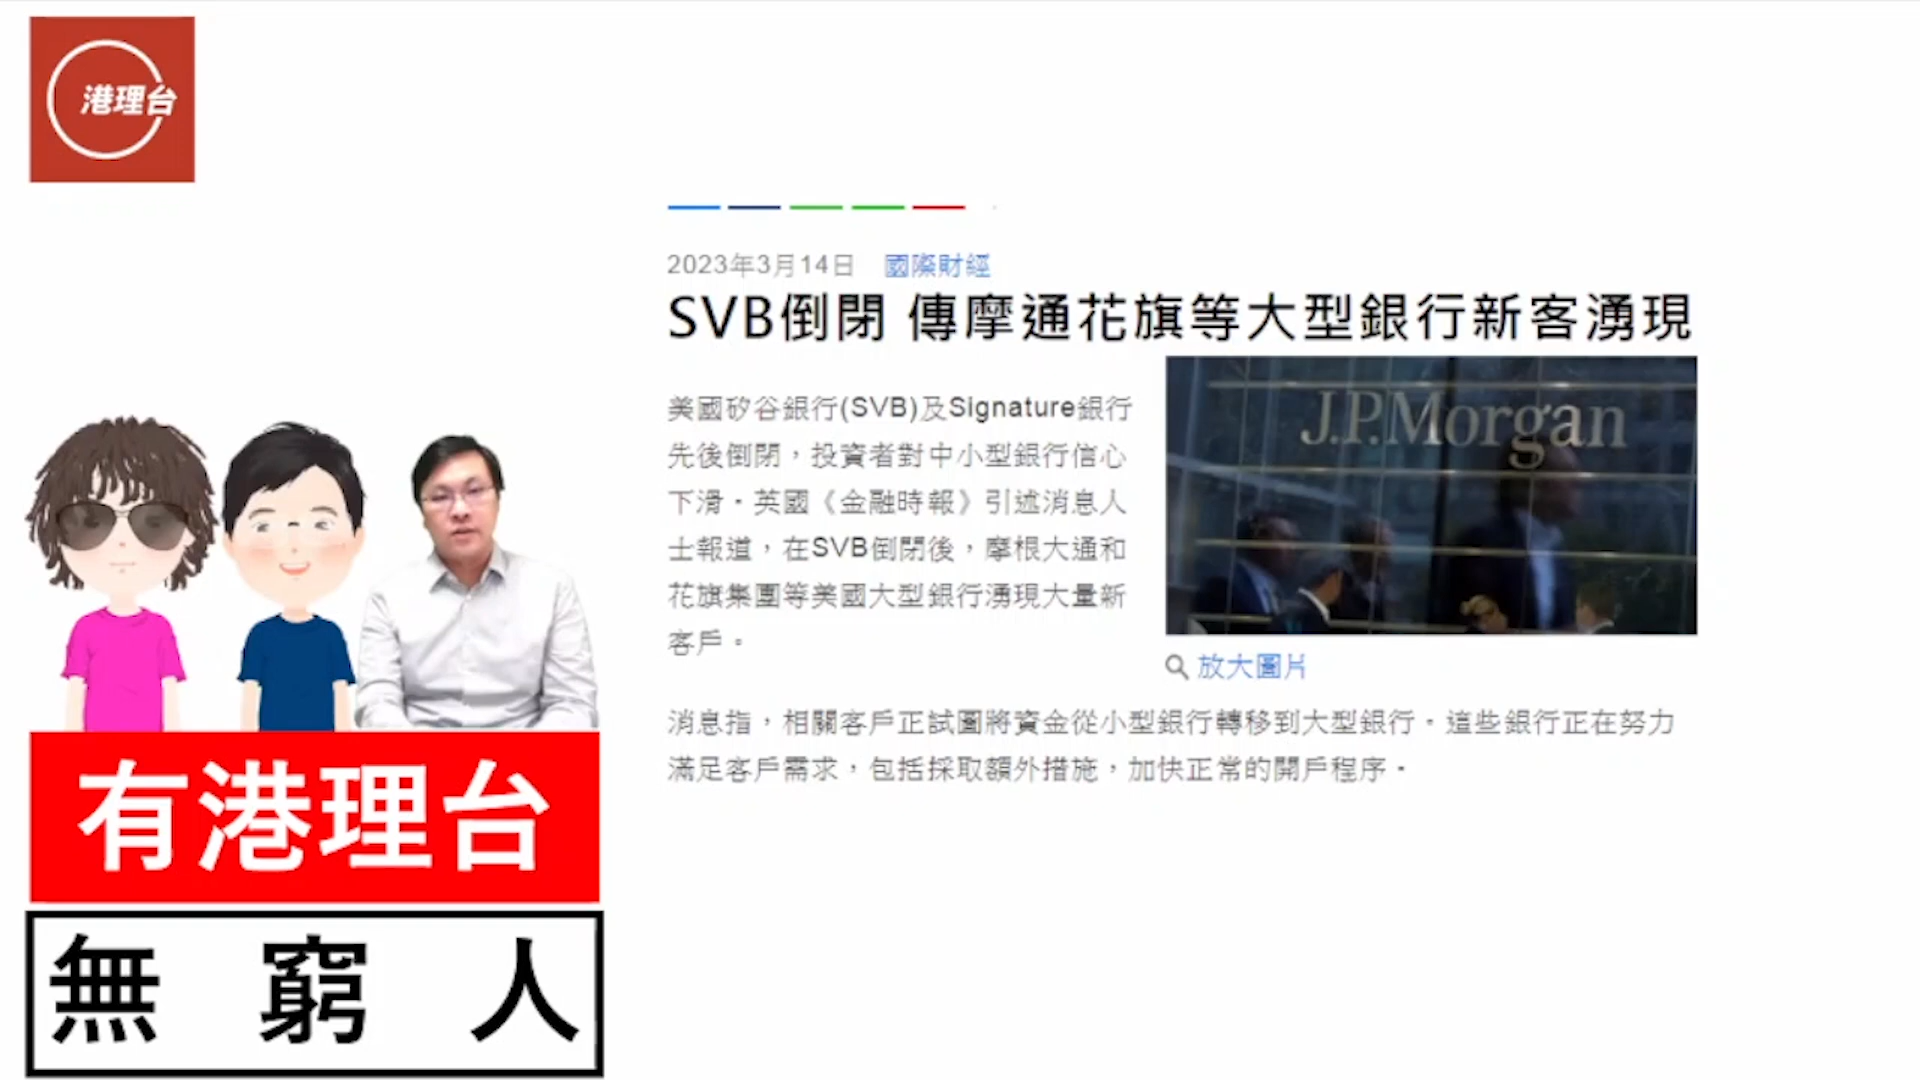 港理台
2023年3月14日 國際財經
SVB倒閉 傳摩通花旗等大型銀行新客湧現
美國矽谷銀行(SVB)及Signature銀行
先後倒閉，投資者對中小型銀行信心
下滑。英國《金融時報》引述消息人
士報道，在SVB倒閉後，摩根大通和
花旗集團等美國大型銀行湧現大量新
客戶。
J.P.Morgan
放大圖片
消息指，相關客戶正試圖將資金從小型銀行轉移到大型銀行。這些銀行正在努力
滿足客戶需求，包括採取額外措施，加快正常的開戶程序。
有港理台
無窮人